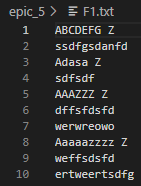 epic_5 > F1.txt
1 ABCDEFG Z
2 ssdfgsdanfd
3 Adasa Z
4 sdfsdf
5 AAAZZZ Z
6 dffsfdsfd
7 werwreowo
8 Aaaaazzzz Z
9 weffsdsfd
10 ertweertsdfg